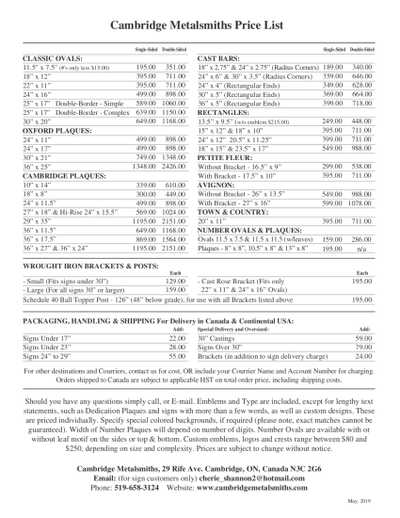 Cambridge Metalsmiths Price List
Single-Sided Double-Sided
CLASSIC OVALS:
11.5" x 7.5" (#'s only less $15.00) 195.00 351.00
18" x 12" 395.00 711.00
22" x 11" 395.00 711.00
24" x 16" 499.00 898.00
25" x 17" Double-Border - Simple 589.00 1060.00
25" x 17" Double-Border - Complex 639.00 1150.00
30" x 20" 649.00 1168.00
OXFORD PLAQUES:
24" x 11" 499.00 898.00
24" x 17" 499.00 898.00
30" x 21" 749.00 1348.00
36" x 25" 1348.00 2426.00
CAMBRIDGE PLAQUES:
10" x 14" 339.00 610.00
18" x 8" 300.00 449.00
24" x 11.5" 499.00 898.00
27" x 18" & Hi-Rise 24" x 15.5" 569.00 1024.00
29" x 35" 1195.00 2151.00
36" x 11.5" 649.00 1168.00
36" x 17.5" 869.00 1564.00
36" x 27" & 36" x 24" 1195.00 2151.00
Single-Sided Double-Sided
CAST BARS:
18" x 2.75" & 24" x 2.75" (Radius Corners) 189.00 340.00
24" x 6" & 30" x 3.5" (Radius Corners) 359.00 646.00
24" x 4" (Rectangular Ends) 349.00 628.00
30" x 5" (Rectangular Ends) 369.00 664.00
36" x 5" (Rectangular Ends) 399.00 718.00
RECTANGLES:
13.5" x 9.5" 249.00 448.00
15" x 12" & 18" x 10" 395.00 711.00
24" x 12" 20.5" x 11.25" 399.00 711.00
18" x 15" & 23.5" x 17" 549.00 988.00
PETITE FLEUR:
Without Bracket - 16.5" x 9" 299.00 538.00
With Bracket - 17.5" x 10" 395.00 711.00
AVIGNON:
Without Bracket - 26" x 13.5" 549.00 988.00
With Bracket - 27" x 16" 599.00 1078.00
TOWN & COUNTRY:
20" x 11" 395.00 711.00
NUMBER OVALS & PLAQUES:
Ovals 11.5 x 7.5 & 11.5 x 11.5 (w/leaves) 159.00 286.00
Plaques - 8" x 8", 10.5" x 8" & 13" x 8" 195.00 n/a
WROUGHT IRON BRACKETS & POSTS:
Each
- Small (Fits signs under 30") 129.00
- Large (For all signs 30" or larger) 159.00
Each
- Cast Rose Bracket (Fits only 195.00
22" x 11" & 24" x 16" Ovals)
Schedule 40 Ball Topper Post - 126" (48" below grade), for use with all Brackets listed above 195.00
PACKAGING, HANDLING & SHIPPING For Delivery in Canada & Continental USA:
Add:
Signs Under 17" 22.00
Signs Under 23" 28.00
Signs 24" to 29" 55.00
Special Delivery and Oversized: Add:
30" Castings 59.00
Signs Over 30" 79.00
Brackets (in addition to sign delivery charge) 24.00
For other destinations and Couriers, contact us for cost, OR include your Courier Name and Account Number for charging.
Orders shipped to Canada are subject to applicable HST on total order price, including shipping costs.
Should you have any questions simply call, or E-mail. Emblems and Type are included, except for lengthy text
statements, such as Dedication Plaques and signs with more than a few words, as well as custom designs. These
are priced individually. Specify special colored backgrounds, if required (please note, exact matches cannot be
guaranteed). Width of Number Plaques will depend on number of digits. Number Ovals are available with or
without leaf motif on the sides or top & bottom. Custom emblems, logos and crests range between $80 and
$250, depending on size and complexity. Prices are subject to change without notice.
Cambridge Metalsmiths, 29 Rife Ave. Cambridge, ON, Canada N3C 2G6
Email: (for sign customers only) cherie_shannon2@hotmail.com
Phone: 519-658-3124 Website: www.cambridgemetalsmiths.com
May, 2019